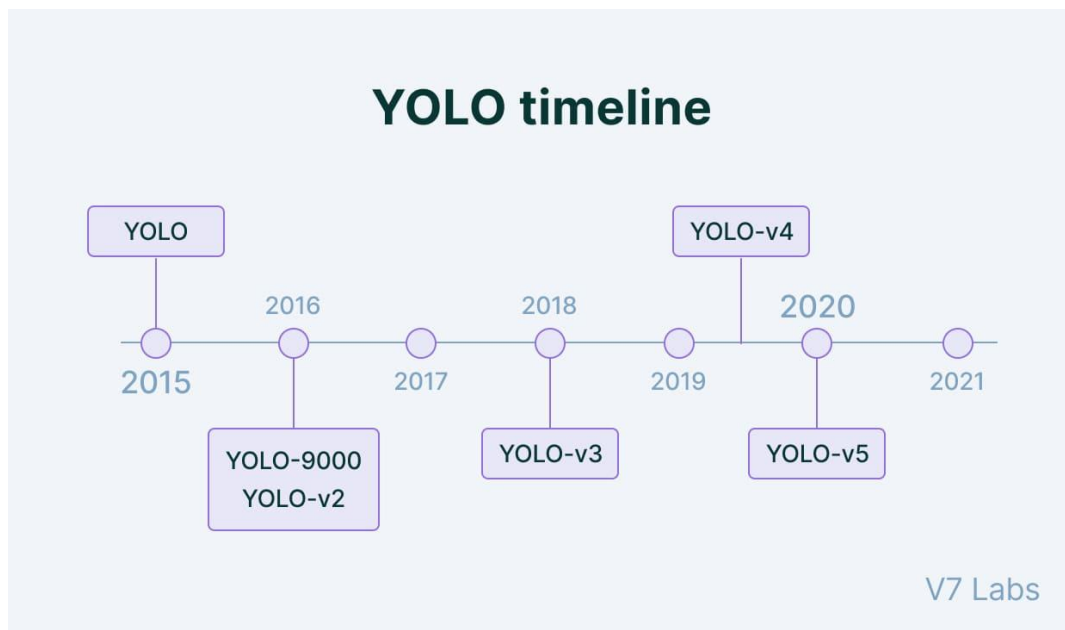 YOLO timeline
YOLO
YOLO-v4
2016
2018
2020
2015
2017
2019
2021
YOLO-9000
YOLO-v2
YOLO-v3
YOLO-v5
V7 Labs